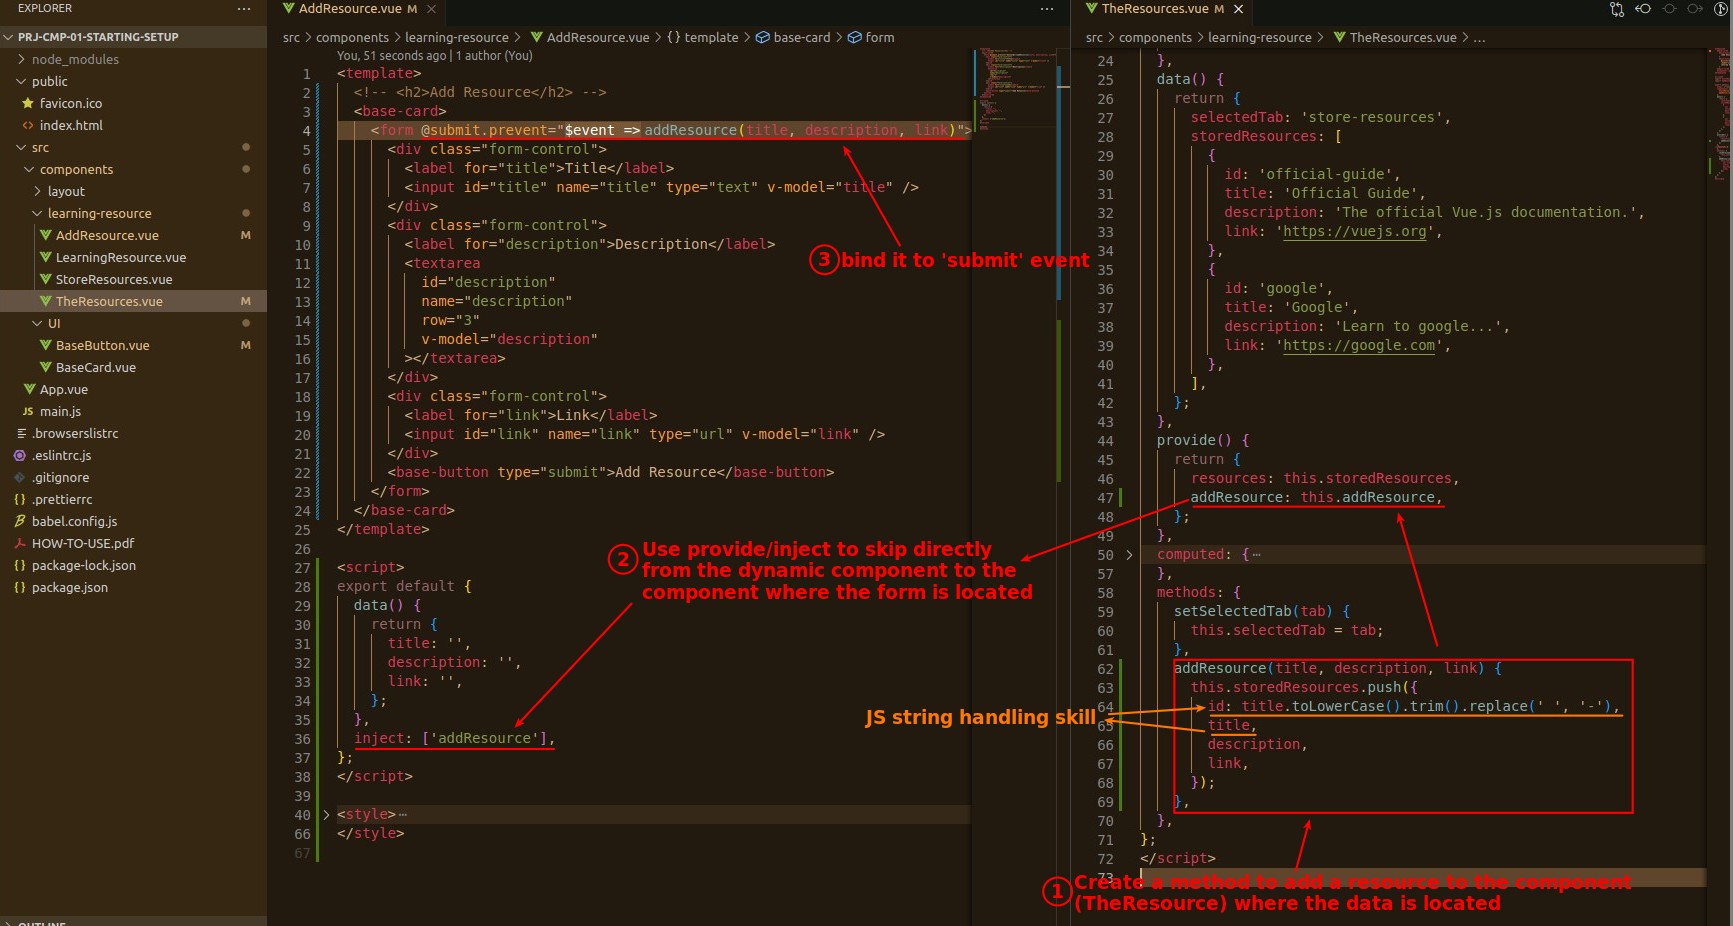 EXPLORER
PRJ-CMP-01-STARTING-SETUP
node_modules
public
favicon.ico
index.html
src
components
layout
learning-resource
AddResource.vue M
LearningResource.vue
StoreResources.vue
TheResources.vue M
UI
BaseButton.vue M
BaseCard.vue
App.vue
JS main.js
.browserslistrc
.eslintrc.js
.gitignore
{ } .prettierrc
babel.config.js
HOW-TO-USE.pdf
{ } package-lock.json
{ } package.json
OUTLINE
AddResource.vue M
src > components > learning-resource > AddResource.vue > { } template > base-card > form
You, 51 seconds ago | 1 author (You)
1 <template>
2 <!-- <h2>Add Resource</h2> -->
3 <base-card>
4 <form @submit.prevent="$event => addResource(title, description, link)">
5 <div class="form-control">
6 <label for="title">Title</label>
7 <input id="title" name="title" type="text" v-model="title" />
8 </div>
9 <div class="form-control">
10 <label for="description">Description</label>
11 <textarea
12 id="description"
13 name="description"
14 row="3"
15 v-model="description"
16 ></textarea>
17 </div>
18 <div class="form-control">
19 <label for="link">Link</label>
20 <input id="link" name="link" type="url" v-model="link" />
21 </div>
22 <base-button type="submit">Add Resource</base-button>
23 </form>
24 </base-card>
25 </template>
26
27 <script>
28 export default {
29 data() {
30 return {
31 title: '',
32 description: '',
33 link: '',
34 };
35 },
36 inject: ['addResource'],
37 };
38 </script>
39
40 <style>
66 </style>
67
③ bind it to 'submit' event
② Use provide/inject to skip directly
from the dynamic component to the
component where the form is located
JS string handling skill
TheResources.vue M
src > components > learning-resource > TheResources.vue > ...
24 },
25 data() {
26 return {
27 selectedTab: 'store-resources',
28 storedResources: [
29 {
30 id: 'official-guide',
31 title: 'Official Guide',
32 description: 'The official Vue.js documentation.',
33 link: 'https://vuejs.org',
34 },
35 {
36 id: 'google',
37 title: 'Google',
38 description: 'Learn to google...',
39 link: 'https://google.com',
40 },
41 ],
42 };
43 },
44 provide() {
45 return {
46 resources: this.storedResources,
47 addResource: this.addResource,
48 };
49 },
50 computed: {
57 },
58 methods: {
59 setSelectedTab(tab) {
60 this.selectedTab = tab;
61 },
62 addResource(title, description, link) {
63 this.storedResources.push({
64 id: title.toLowerCase().trim().replace(' ', '-'),
65 title,
66 description,
67 link,
68 });
69 },
70 },
71 };
72 </script>
73
① Create a method to add a resource to the component
(TheResource) where the data is located